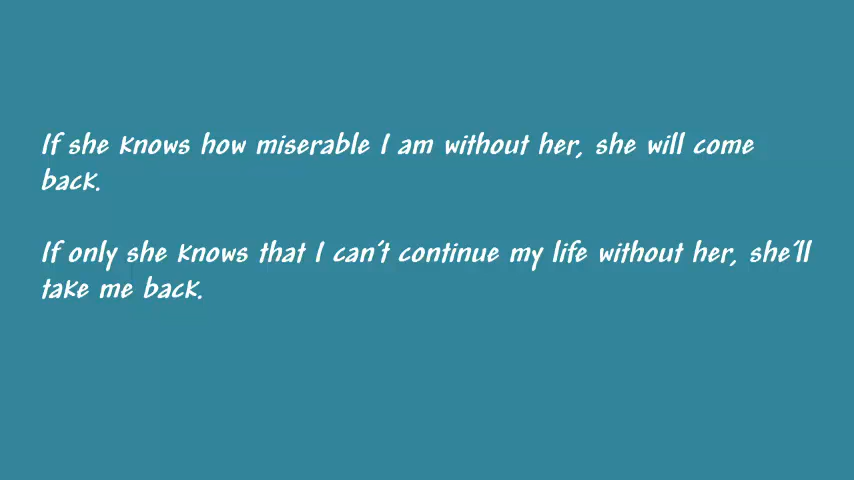 If she knows how miserable I am without her, she will come
back.
If only she knows that I can't continue my life without her, she'll
take me back.